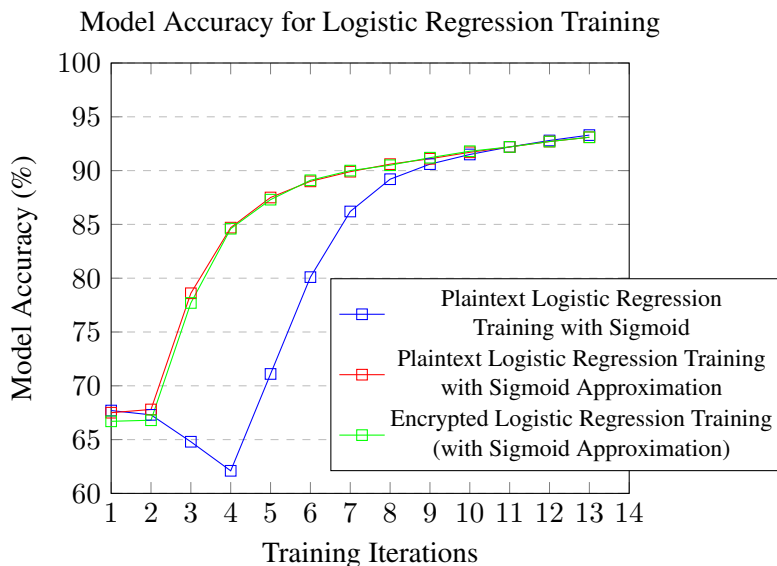 Model Accuracy for Logistic Regression Training
100
95
90
85
80
75
70
65
60
Model Accuracy (%)
Plaintext Logistic Regression
Training with Sigmoid
Plaintext Logistic Regression Training
with Sigmoid Approximation
Encrypted Logistic Regression Training
(with Sigmoid Approximation)
1 2 3 4 5 6 7 8 9 10 11 12 13 14
Training Iterations